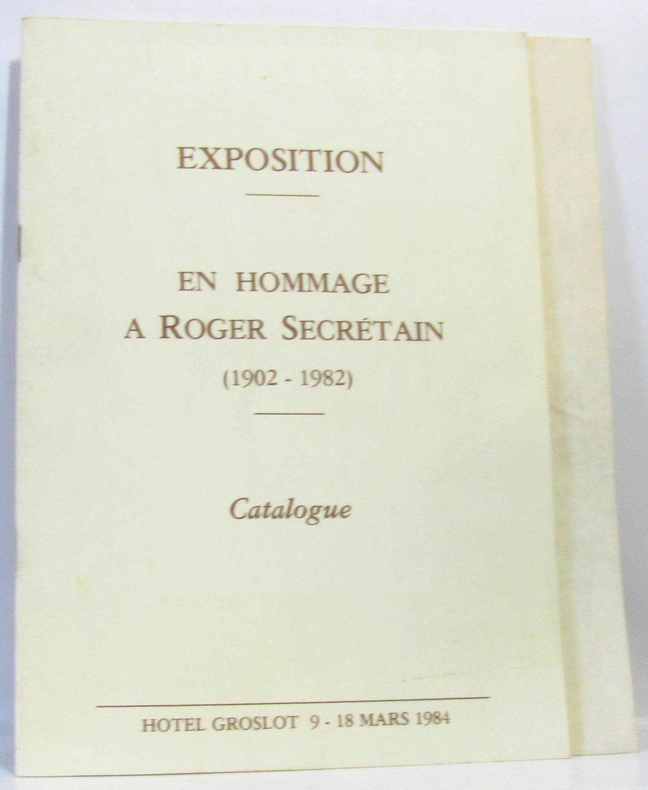 EXPOSITION
EN HOMMAGE
A ROGER SECRÉTAIN
(1902 - 1982)
Catalogue
HOTEL GROSLOT 9 - 18 MARS 1984